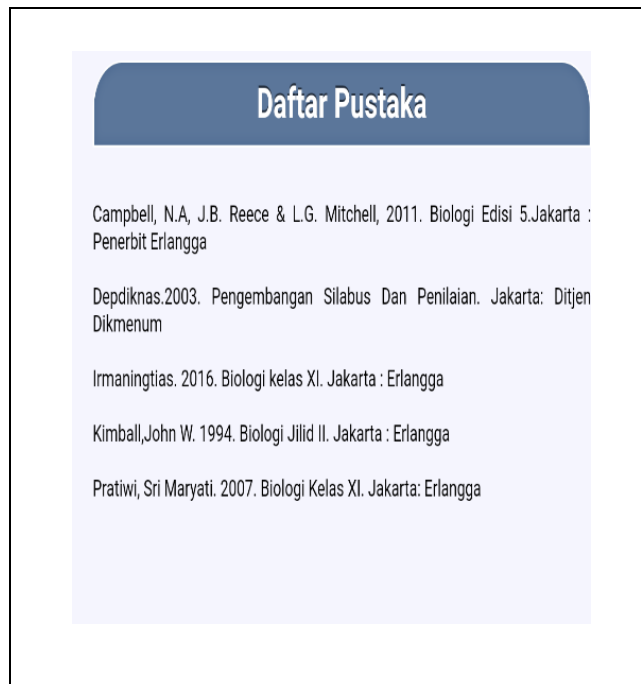 Daftar Pustaka
Campbell, N.A, J.B. Reece & L.G. Mitchell, 2011. Biologi Edisi 5.Jakarta :
Penerbit Erlangga
Depdiknas.2003. Pengembangan Silabus Dan Penilaian. Jakarta: Ditjen
Dikmenum
Irmaningtias. 2016. Biologi kelas XI. Jakarta : Erlangga
Kimball,John W. 1994. Biologi Jilid II. Jakarta : Erlangga
Pratiwi, Sri Maryati. 2007. Biologi Kelas XI. Jakarta: Erlangga